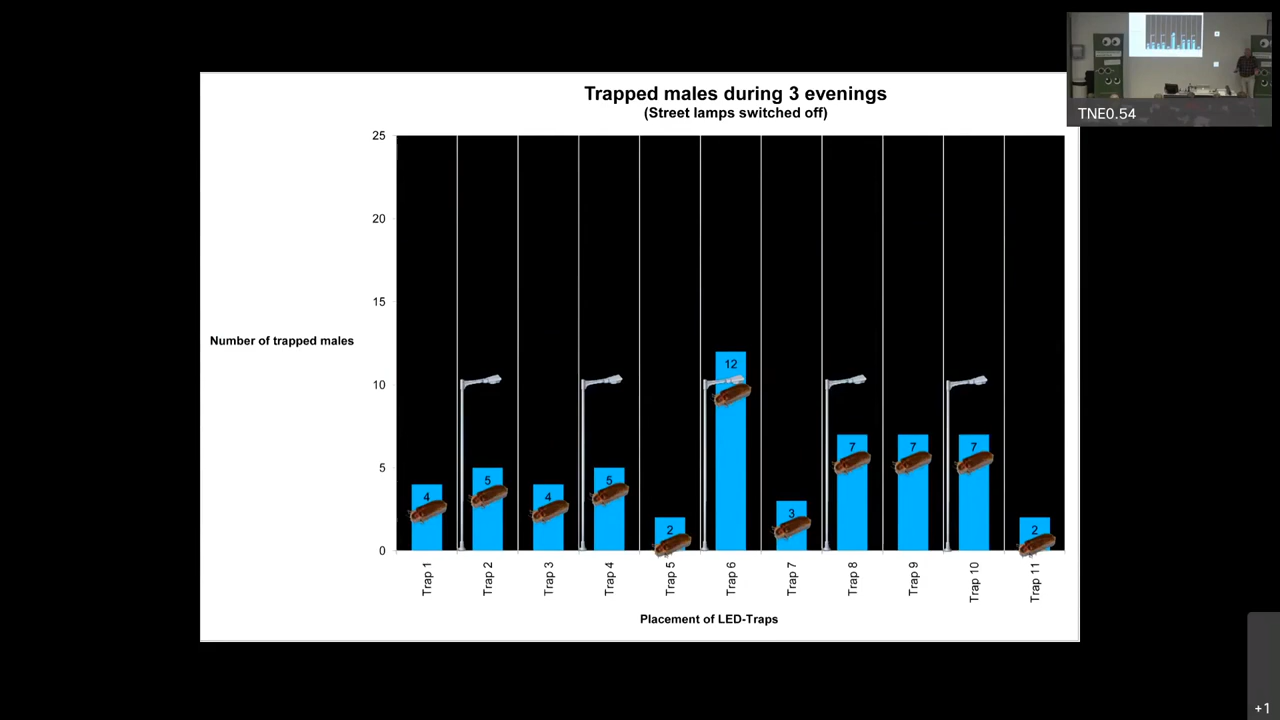 Trapped males during 3 evenings
(Street lamps switched off)
TNE0.54
25
20
15
10
5
0
Number of trapped males
4
5
4
5
2
12
3
7
7
7
2
Trap 1
Trap 2
Trap 3
Trap 4
Trap 5
Trap 6
Trap 7
Trap 8
Trap 9
Trap 10
Trap 11
Placement of LED-Traps
+1